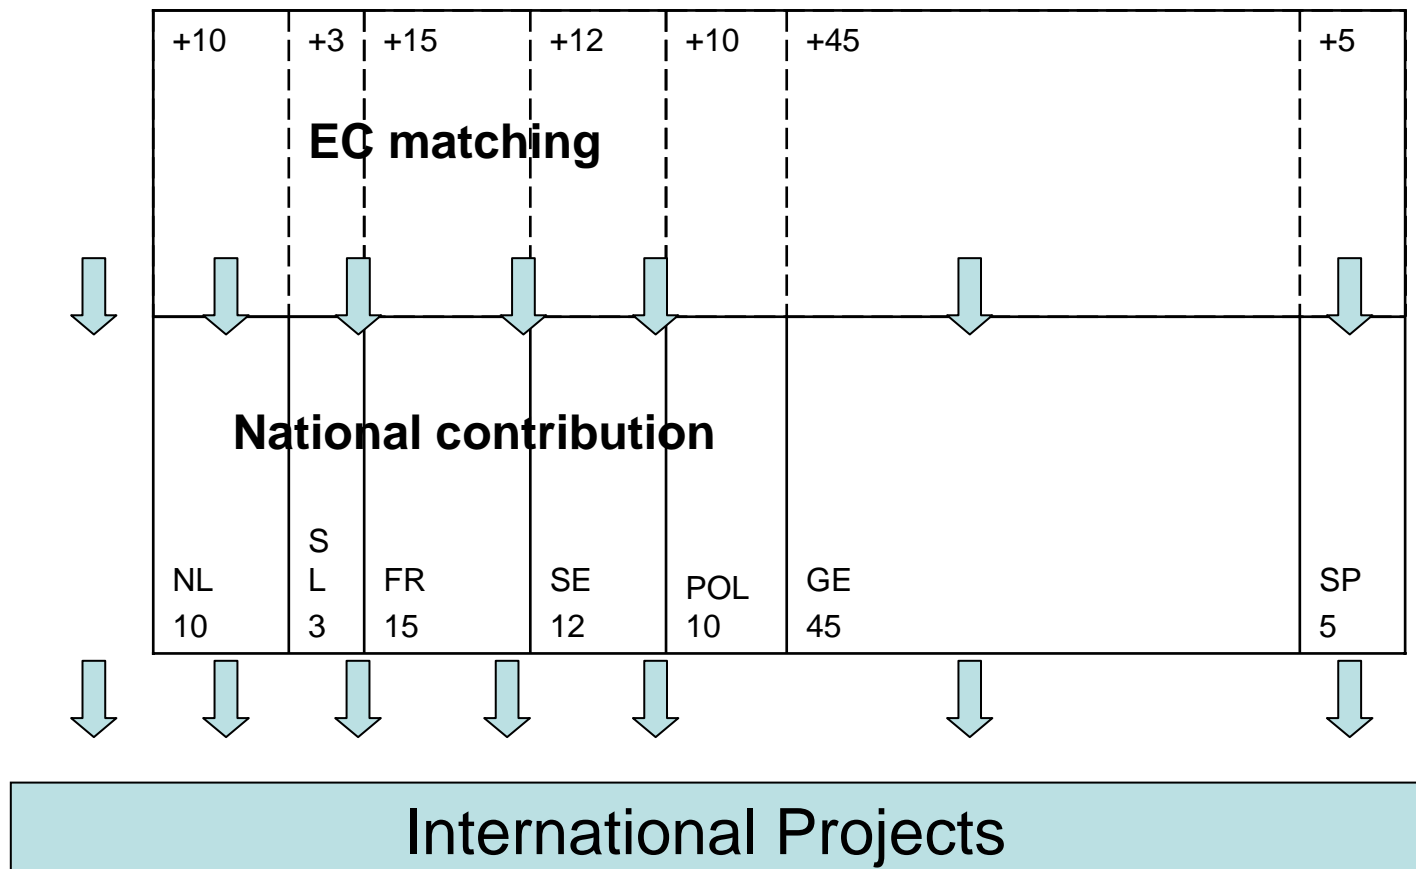 +10 +3 +15 +12 +10 +45 +5
EC matching
National contribution
S
NL L FR SE POL GE SP
10 3 15 12 10 45 5
International Projects